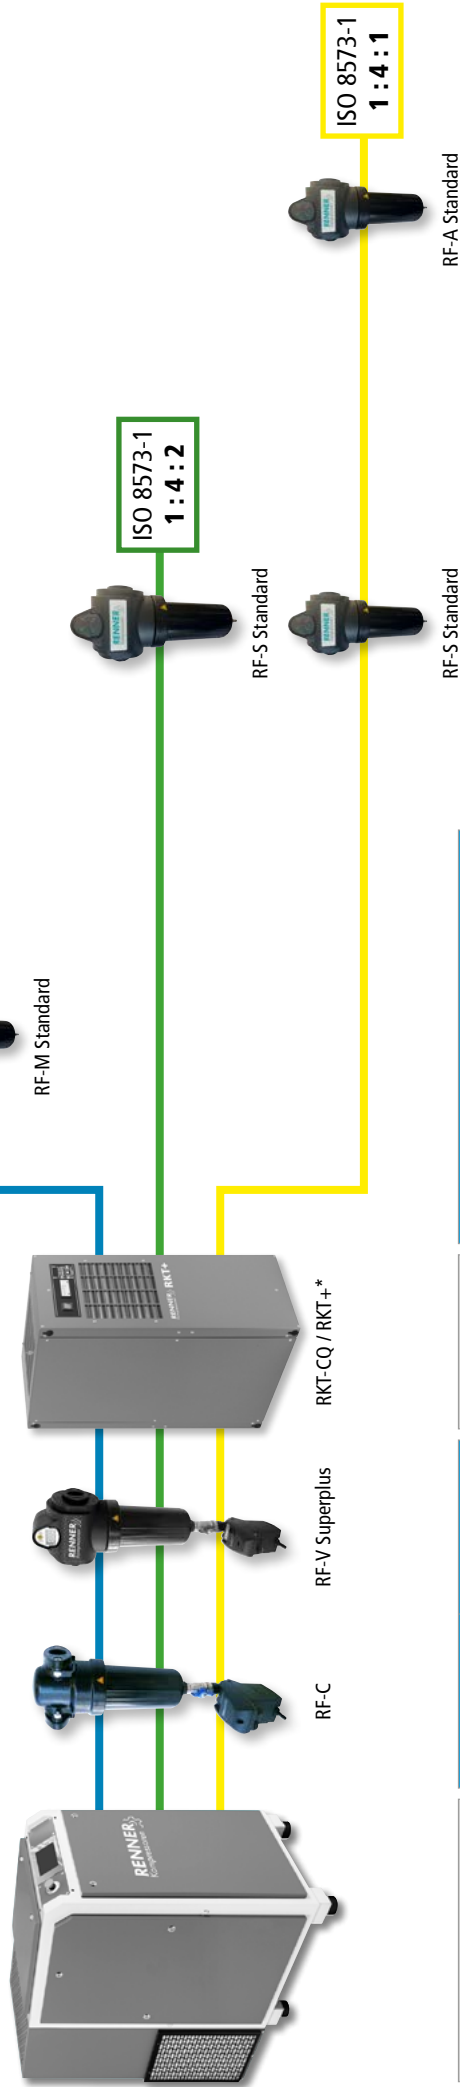 ISO 8573-1
1 : 4 : 1
RENNER
RF-A Standard
ISO 8573-1
1 : 4 : 2
RENNER
RF-S Standard
RENNER
RF-S Standard
RF-M Standard
RENNER RKT+
RKT-CQ / RKT+*
RENNER
RF-V Superplus
RF-C
RENNER
Kompressoren